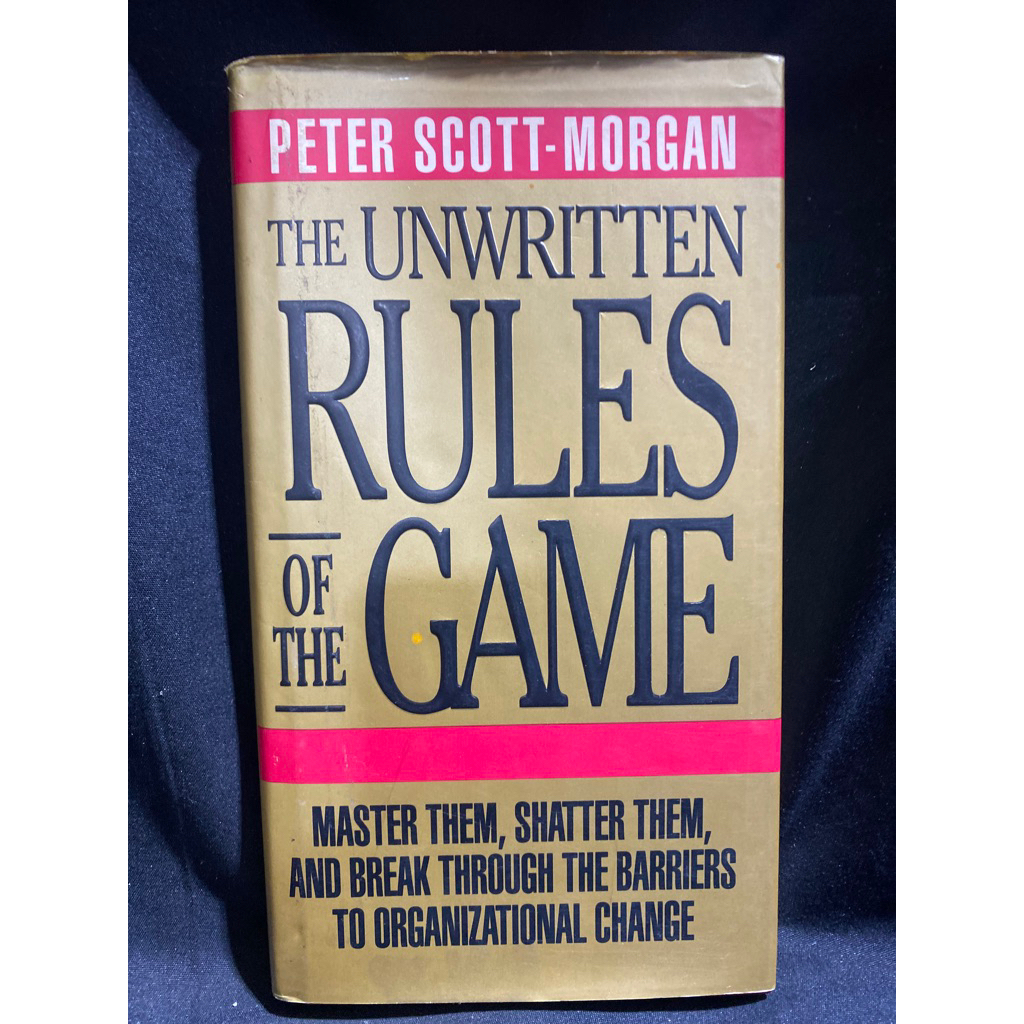 PETER SCOTT-MORGAN
THE UNWRITTEN
RULES
OF THE GAME
MASTER THEM, SHATTER THEM,
AND BREAK THROUGH THE BARRIERS
TO ORGANIZATIONAL CHANGE